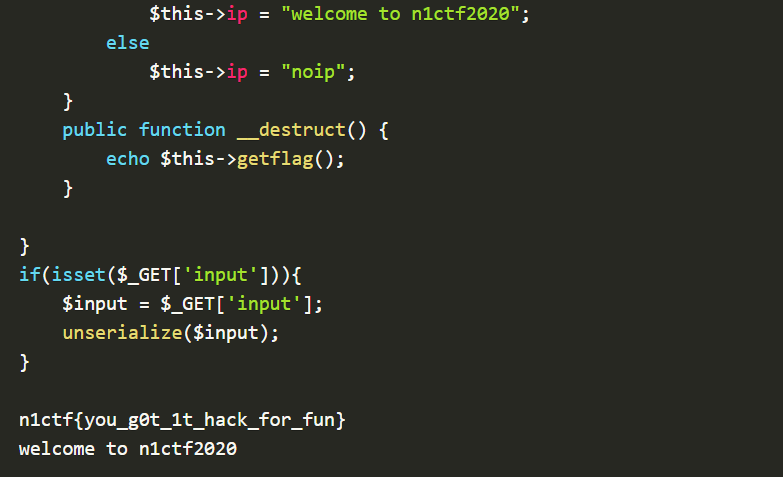 $this->ip = "welcome to n1ctf2020";
        else
            $this->ip = "noip";
    }
    public function __destruct() {
        echo $this->getflag();
    }

}
if(isset($_GET['input'])){
    $input = $_GET['input'];
    unserialize($input);
}

n1ctf{you_g0t_1t_hack_for_fun}
welcome to n1ctf2020